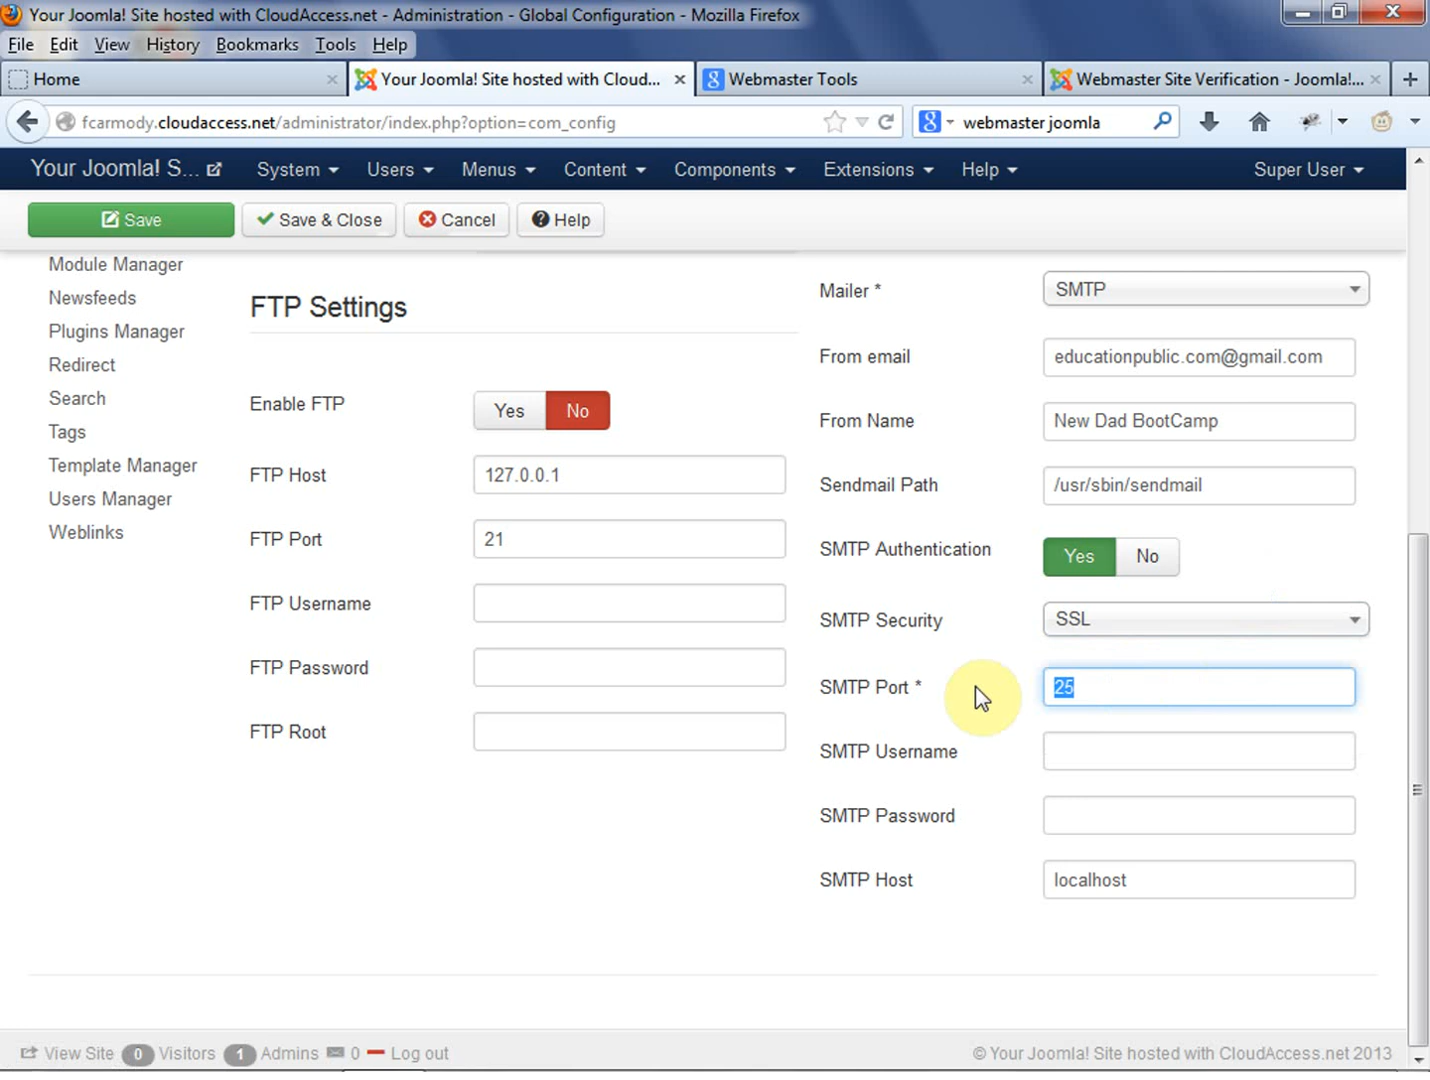 Your Joomla! Site hosted with CloudAccess.net - Administration - Global Configuration - Mozilla Firefox
File Edit View History Bookmarks Tools Help
Home
Your Joomla! Site hosted with Cloud...
Webmaster Tools
Webmaster Site Verification - Joomla!...
fcarmody.cloudaccess.net/administrator/index.php?option=com_config
webmaster joomla
Your Joomla! S... System Users Menus Content Components Extensions Help Super User
Save Save & Close Cancel Help
Module Manager
Newsfeeds
Plugins Manager
Redirect
Search
Tags
Template Manager
Users Manager
Weblinks
FTP Settings
Enable FTP Yes No
FTP Host 127.0.0.1
FTP Port 21
FTP Username
FTP Password
FTP Root
Mailer * SMTP
From email educationpublic.com@gmail.com
From Name New Dad BootCamp
Sendmail Path /usr/sbin/sendmail
SMTP Authentication Yes No
SMTP Security SSL
SMTP Port * 25
SMTP Username
SMTP Password
SMTP Host localhost
View Site 0 Visitors 1 Admins 0 Log out
© Your Joomla! Site hosted with CloudAccess.net 2013